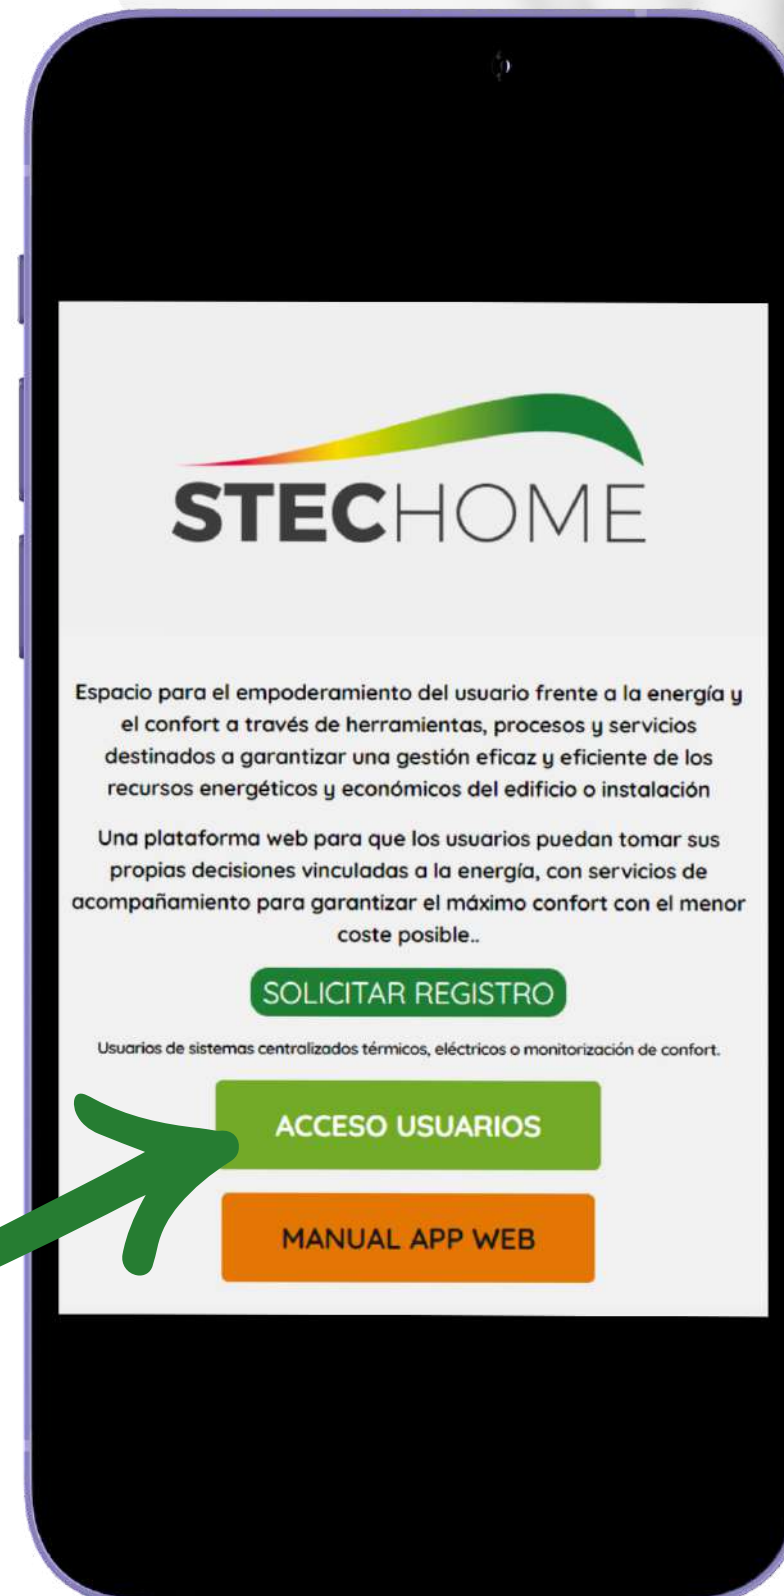 STECHOME
Espacio para el empoderamiento del usuario frente a la energía y
el confort a través de herramientas, procesos y servicios
destinados a garantizar una gestión eficaz y eficiente de los
recursos energéticos y económicos del edificio o instalación
Una plataforma web para que los usuarios puedan tomar sus
propias decisiones vinculadas a la energía, con servicios de
acompañamiento para garantizar el máximo confort con el menor
coste posible..
SOLICITAR REGISTRO
Usuarios de sistemas centralizados térmicos, eléctricos o monitorización de confort.
ACCESO USUARIOS
MANUAL APP WEB